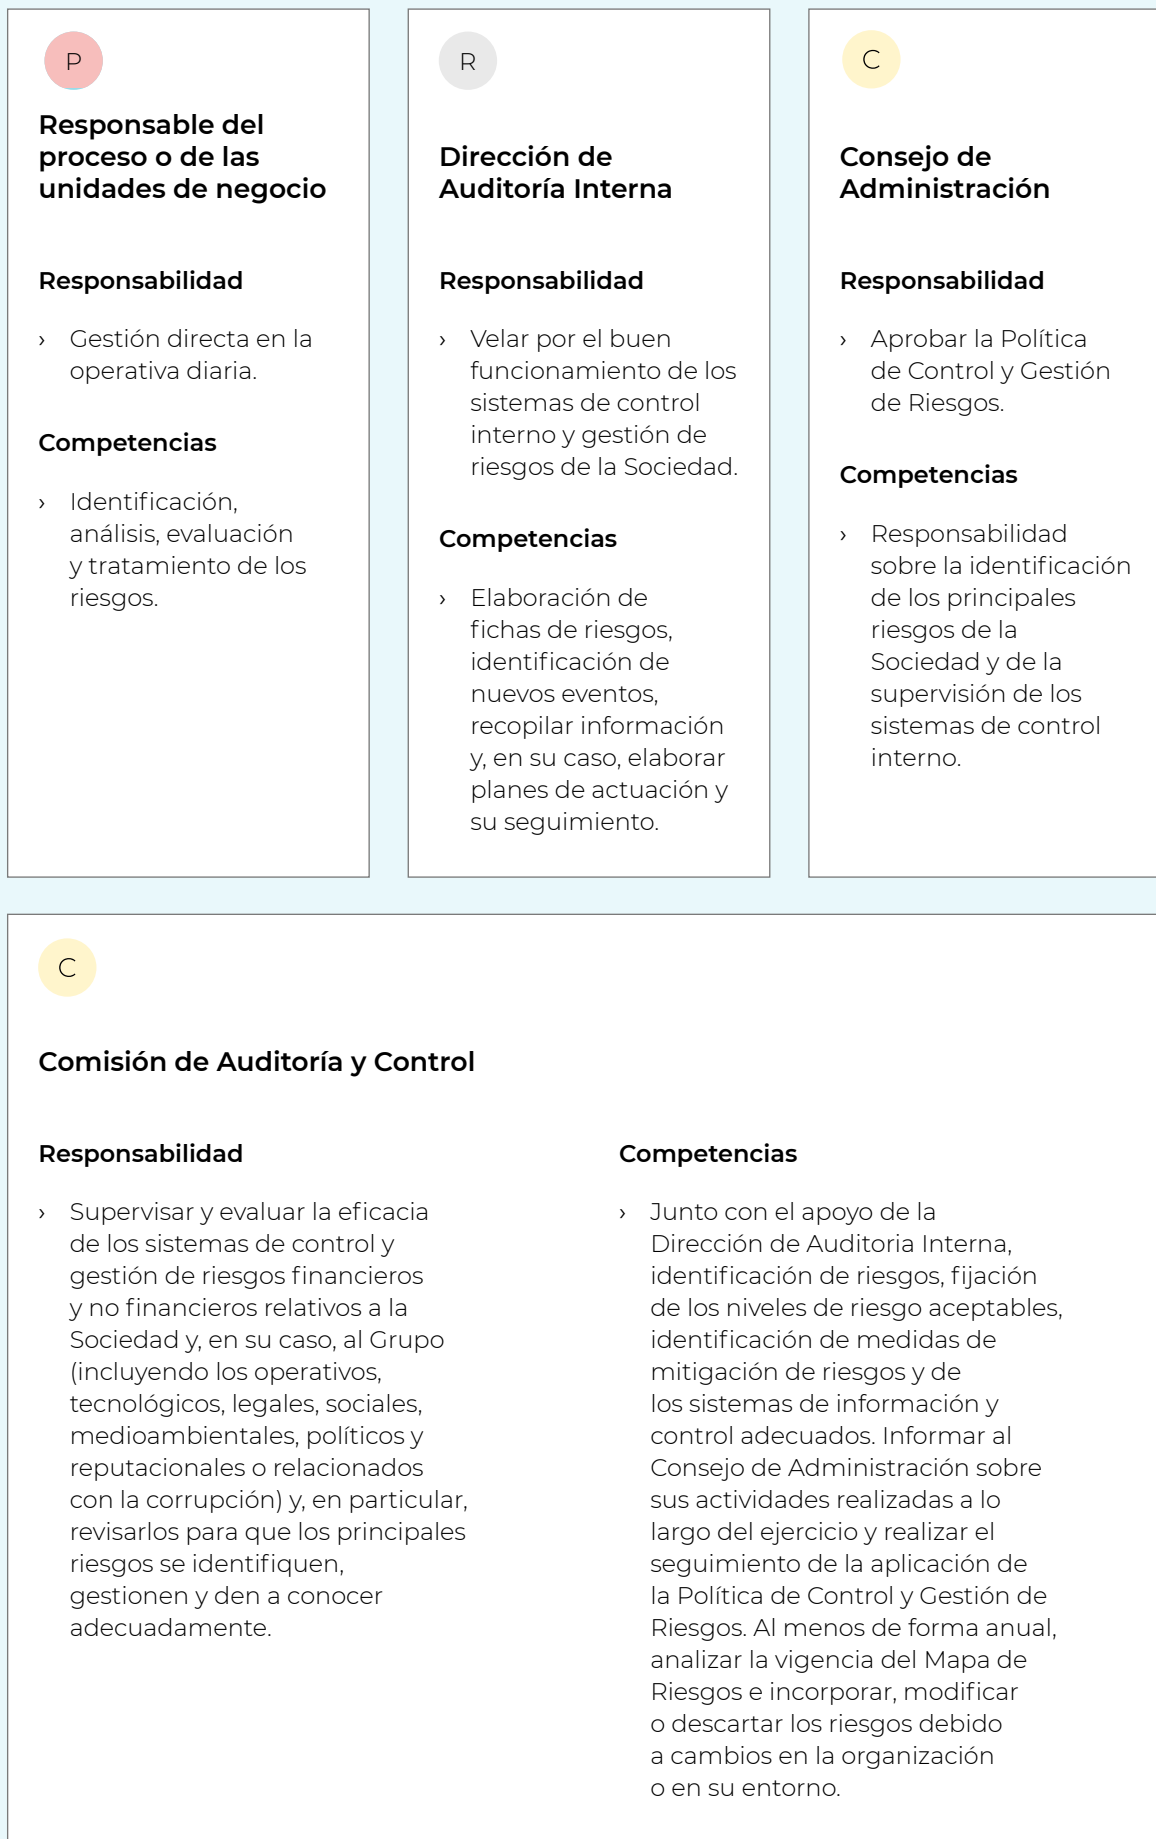 P
Responsable del
proceso o de las
unidades de negocio
Responsabilidad
› Gestión directa en la
operativa diaria.
Competencias
› Identificación,
análisis, evaluación
y tratamiento de los
riesgos.
R
Dirección de
Auditoría Interna
Responsabilidad
› Velar por el buen
funcionamiento de los
sistemas de control
interno y gestión de
riesgos de la Sociedad.
Competencias
› Elaboración de
fichas de riesgos,
identificación de
nuevos eventos,
recopilar información
y, en su caso, elaborar
planes de actuación y
su seguimiento.
C
Consejo de
Administración
Responsabilidad
› Aprobar la Política
de Control y Gestión
de Riesgos.
Competencias
› Responsabilidad
sobre la identificación
de los principales
riesgos de la
Sociedad y de la
supervisión de los
sistemas de control
interno.
C
Comisión de Auditoría y Control
Responsabilidad
› Supervisar y evaluar la eficacia
de los sistemas de control y
gestión de riesgos financieros
y no financieros relativos a la
Sociedad y, en su caso, al Grupo
(incluyendo los operativos,
tecnológicos, legales, sociales,
medioambientales, políticos y
reputacionales o relacionados
con la corrupción) y, en particular,
revisarlos para que los principales
riesgos se identifiquen,
gestionen y den a conocer
adecuadamente.
Competencias
› Junto con el apoyo de la
Dirección de Auditoria Interna,
identificación de riesgos, fijación
de los niveles de riesgo aceptables,
identificación de medidas de
mitigación de riesgos y de
los sistemas de información y
control adecuados. Informar al
Consejo de Administración sobre
sus actividades realizadas a lo
largo del ejercicio y realizar el
seguimiento de la aplicación de
la Política de Control y Gestión de
Riesgos. Al menos de forma anual,
analizar la vigencia del Mapa de
Riesgos e incorporar, modificar
o descartar los riesgos debido
a cambios en la organización
o en su entorno.